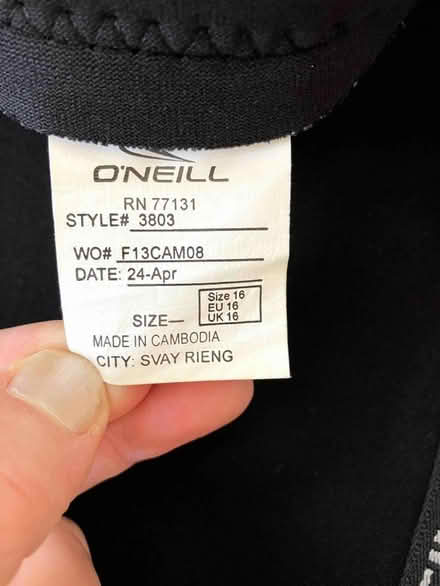 O'NEILL
RN 77131
STYLE# 3803
WO# F13CAM08
DATE: 24-Apr
Size 16
EU 16
SIZE— UK 16
MADE IN CAMBODIA
CITY: SVAY RIENG